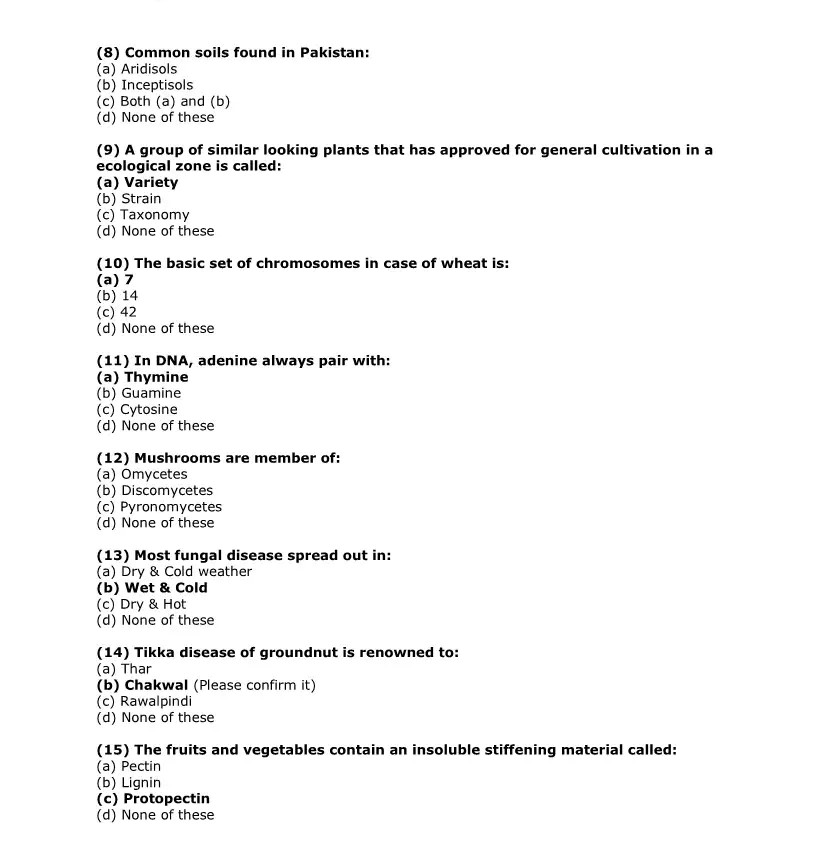 (8) Common soils found in Pakistan:
(a) Aridisols
(b) Inceptisols
(c) Both (a) and (b)
(d) None of these
(9) A group of similar looking plants that has approved for general cultivation in a
ecological zone is called:
(a) Variety
(b) Strain
(c) Taxonomy
(d) None of these
(10) The basic set of chromosomes in case of wheat is:
(a) 7
(b) 14
(c) 42
(d) None of these
(11) In DNA, adenine always pair with:
(a) Thymine
(b) Guamine
(c) Cytosine
(d) None of these
(12) Mushrooms are member of:
(a) Omycetes
(b) Discomycetes
(c) Pyronomycetes
(d) None of these
(13) Most fungal disease spread out in:
(a) Dry & Cold weather
(b) Wet & Cold
(c) Dry & Hot
(d) None of these
(14) Tikka disease of groundnut is renowned to:
(a) Thar
(b) Chakwal (Please confirm it)
(c) Rawalpindi
(d) None of these
(15) The fruits and vegetables contain an insoluble stiffening material called:
(a) Pectin
(b) Lignin
(c) Protopectin
(d) None of these